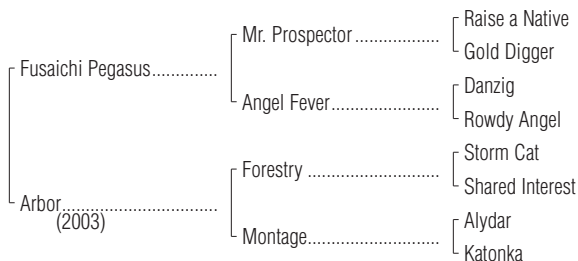 Raise a Native
Mr. Prospector
Gold Digger
Fusaichi Pegasus
Danzig
Angel Fever
Rowdy Angel
Storm Cat
Forestry
Shared Interest
Arbor
(2003)
Alydar
Montage
Katonka